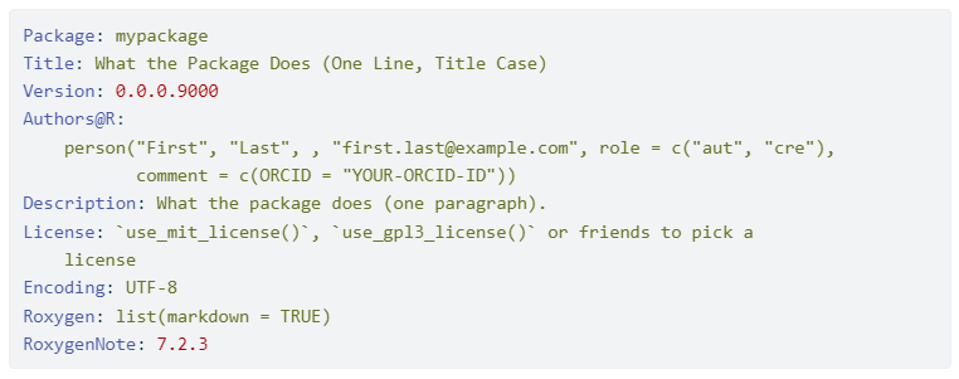 Package: mypackage
Title: What the Package Does (One Line, Title Case)
Version: 0.0.0.9000
Authors@R:
    person("First", "Last", , "first.last@example.com", role = c("aut", "cre"),
           comment = c(ORCID = "YOUR-ORCID-ID"))
Description: What the package does (one paragraph).
License: `use_mit_license()`, `use_gpl3_license()` or friends to pick a
    license
Encoding: UTF-8
Roxygen: list(markdown = TRUE)
RoxygenNote: 7.2.3